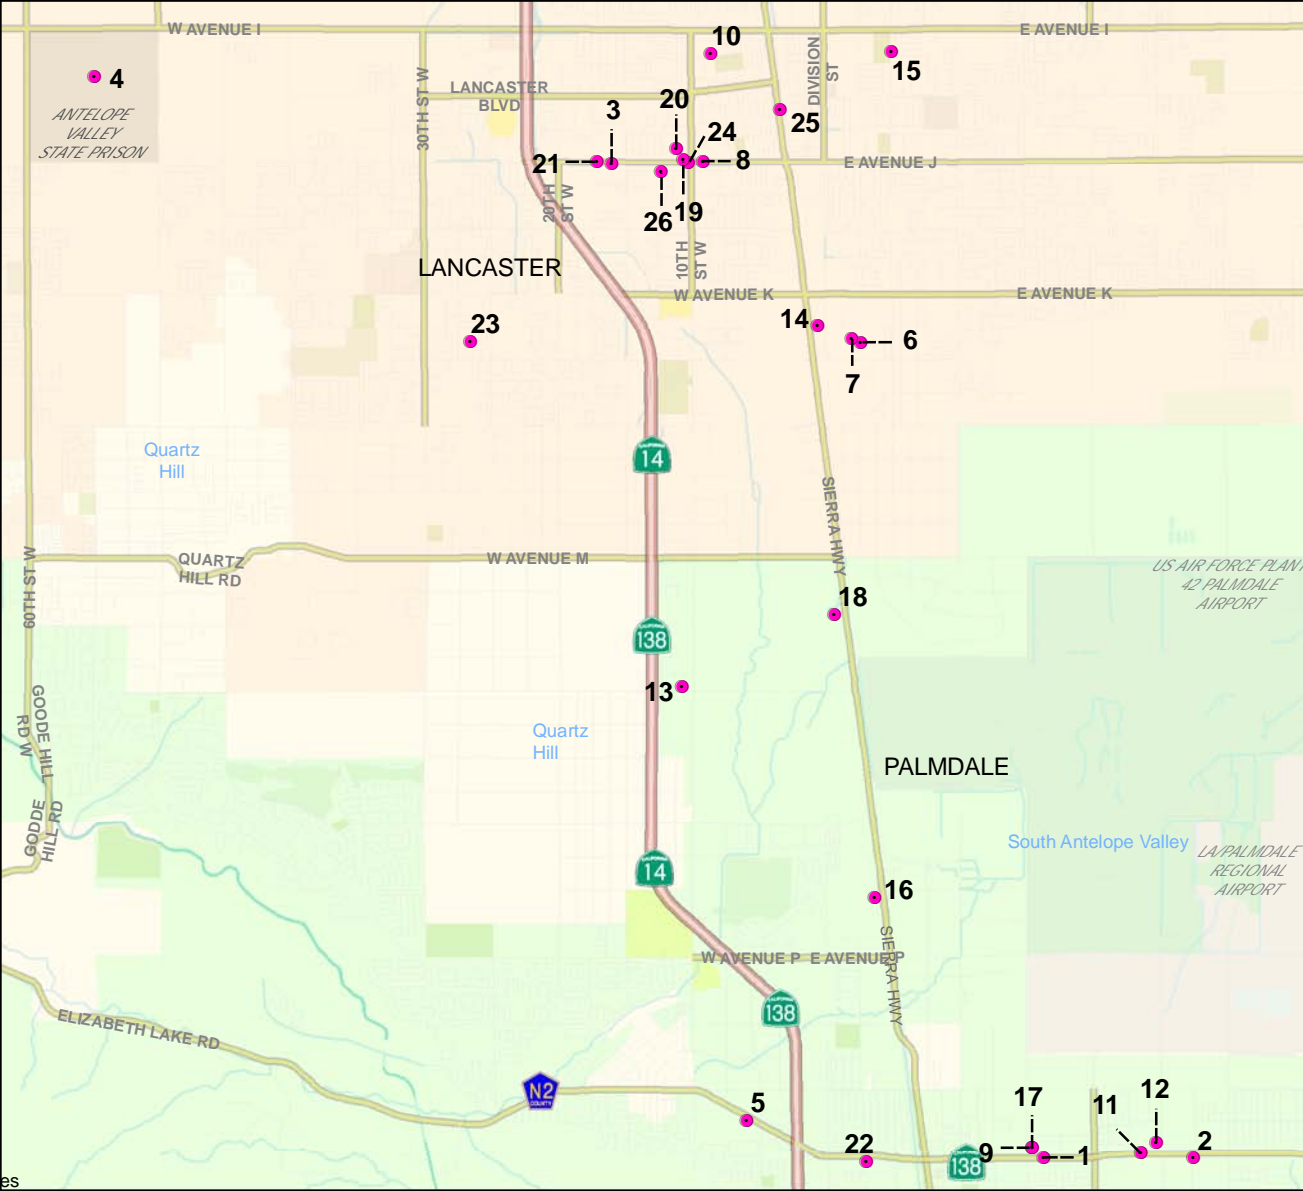 W AVENUE I
E AVENUE I
10
15
4
DIVISION
ST
30TH ST W
LANCASTER
BLVD
ANTELOPE
VALLEY
STATE PRISON
3
20
25
24
21
8
E AVENUE J
26
19
20TH
ST W
10TH
ST W
LANCASTER
W AVENUE K
E AVENUE K
14
23
6
7
Quartz
Hill
14
SIERRA HWY
QUARTZ
HILL RD
W AVENUE M
60TH ST W
US AIR FORCE PLANT
42 PALMDALE
AIRPORT
18
138
13
GOODE HILL
RD W
Quartz
Hill
PALMDALE
GODDE
HILL RD
South Antelope Valley
LA/PALMDALE
REGIONAL
AIRPORT
14
16
SIERRA HWY
W AVENUE P
E AVENUE P
138
ELIZABETH LAKE RD
N2
COUNTY
5
17
11
12
22
138
9
1
2
es